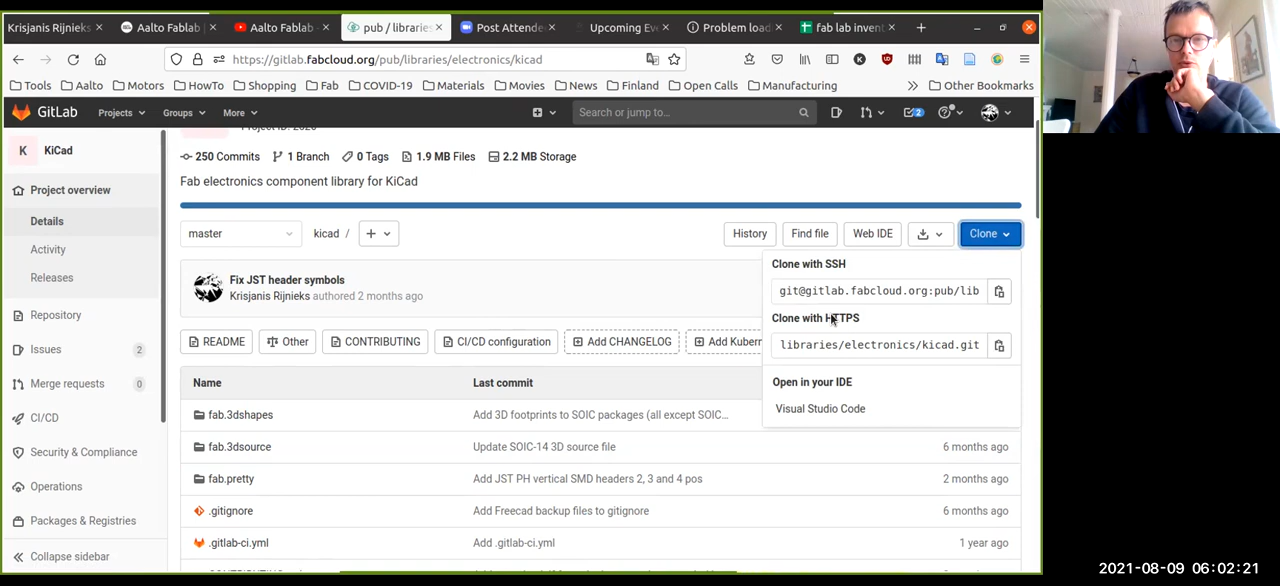 Krisjanis Rijnieks
Aalto Fablab |
Aalto Fablab -
pub / libraries
Post Attende
Upcoming Eve
Problem load
fab lab invent
https://gitlab.fabcloud.org/pub/libraries/electronics/kicad
Tools
Aalto
Motors
HowTo
Shopping
Fab
COVID-19
Materials
Movies
News
Finland
Open Calls
Manufacturing
Other Bookmarks
GitLab
Projects
Groups
More
Search or jump to...
2
K
KiCad
250 Commits
1 Branch
0 Tags
1.9 MB Files
2.2 MB Storage
Fab electronics component library for KiCad
Project overview
Details
Activity
Releases
Repository
Issues
2
Merge requests
0
CI/CD
Security & Compliance
Operations
Packages & Registries
Collapse sidebar
master
kicad /
History
Find file
Web IDE
Clone
Fix JST header symbols
Krisjanis Rijnieks authored 2 months ago
Clone with SSH
git@gitlab.fabcloud.org:pub/lib
Clone with HTTPS
libraries/electronics/kicad.git
Open in your IDE
Visual Studio Code
README
Other
CONTRIBUTING
CI/CD configuration
Add CHANGELOG
Add Kubern
Name
Last commit
fab.3dshapes
Add 3D footprints to SOIC packages (all except SOIC...
fab.3dsource
Update SOIC-14 3D source file
6 months ago
fab.pretty
Add JST PH vertical SMD headers 2, 3 and 4 pos
2 months ago
.gitignore
Add Freecad backup files to gitignore
6 months ago
.gitlab-ci.yml
Add .gitlab-ci.yml
1 year ago
2021-08-09 06:02:21